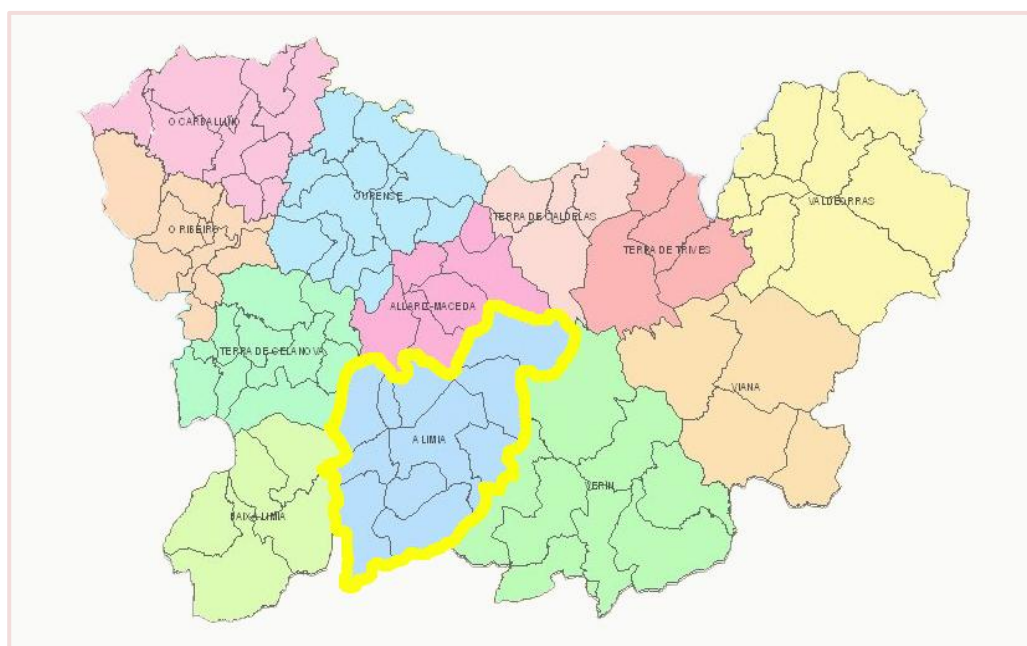 O CARBALLIÑO
OURENSE
VALDEORRAS
TERRA DE CALDELAS
O RIBEIRO
TERRA DE TRIVES
ALLARIZ-MACEDA
TERRA DE CELANOVA
VIANA
A LIMIA
VERIN
BAIXA LIMIA